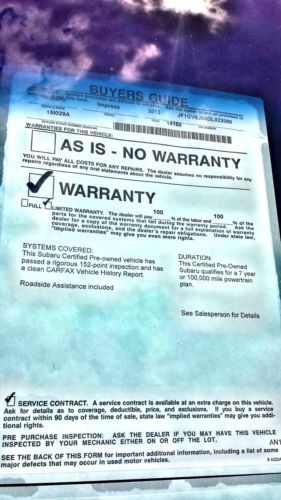 BUYERS GUIDE
Impreza 2013
15I028A
DEALER STOCK NUMBER (Optional)
WARRANTIES FOR THIS VEHICLE:
AS IS - NO WARRANTY
YOU WILL PAY ALL COSTS FOR ANY REPAIRS. The dealer assumes no responsibility for any
repairs regardless of any oral statements about the vehicle.
WARRANTY
FULL LIMITED WARRANTY. The dealer will pay 100 % of the labor and 100 % of the
parts for the covered systems that fail during the warranty period. Ask the
dealer for a copy of the warranty document for a full explanation of warranty
coverage, exclusions, and the dealer's repair obligations. Under state law,
"implied warranties" may give you even more rights.
SYSTEMS COVERED:
This Subaru Certified Pre-owned vehicle has
passed a rigorous 152-point inspection and has
a clean CARFAX Vehicle History Report.
Roadside Assistance included
DURATION:
This Certified Pre-Owned
Subaru qualifies for a 7 year
or 100,000 mile powertrain
plan.
See Salesperson for Details
SERVICE CONTRACT. A service contract is available at an extra charge on this vehicle.
Ask for details as to coverage, deductible, price, and exclusions. If you buy a service
contract within 90 days of the time of sale, state law "implied warranties" may give you addi-
tional rights.
PRE PURCHASE INSPECTION: ASK THE DEALER IF YOU MAY HAVE THIS VEHICLE
INSPECTED BY YOUR MECHANIC EITHER ON OR OFF THE LOT.
SEE THE BACK OF THIS FORM for important additional information, including a list of some
major defects that may occur in used motor vehicles.